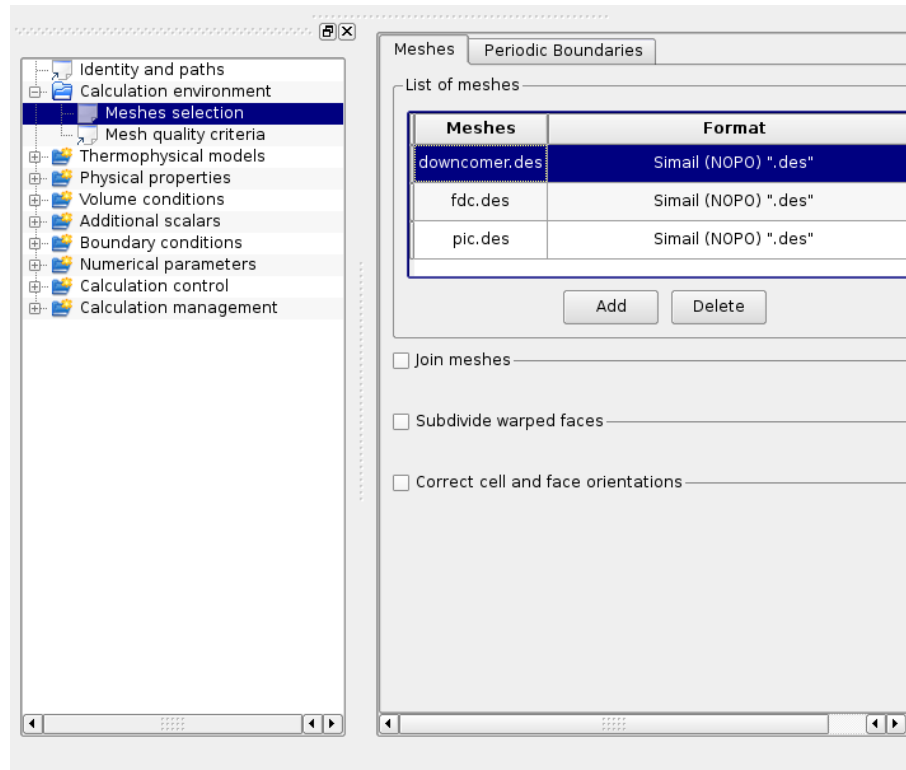 Identity and paths
Calculation environment
Meshes selection
Mesh quality criteria
Thermophysical models
Physical properties
Volume conditions
Additional scalars
Boundary conditions
Numerical parameters
Calculation control
Calculation management
Meshes
Periodic Boundaries
List of meshes
Meshes Format
downcomer.des Simail (NOPO) ".des"
fdc.des Simail (NOPO) ".des"
pic.des Simail (NOPO) ".des"
Add Delete
Join meshes
Subdivide warped faces
Correct cell and face orientations